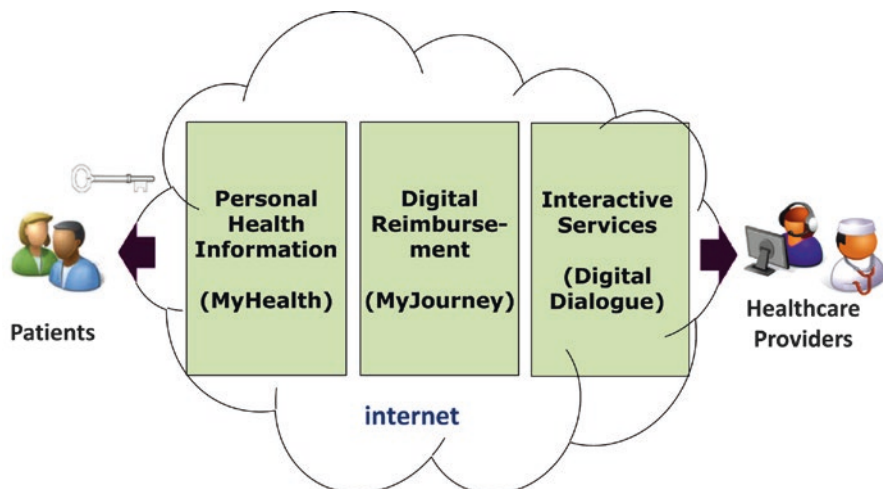 Personal
Health
Information
(MyHealth)
Digital
Reimburse-
ment
(MyJourney)
Interactive
Services
(Digital
Dialogue)
Patients
Healthcare
Providers
internet